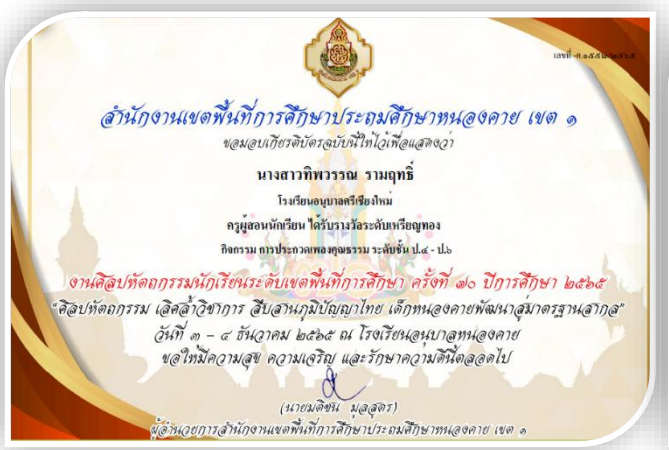 สำนักงานเขตพื้นที่การศึกษาประถมศึกษาหนองคาย เขต ๑
ขอมอบเกียรติบัตรฉบับนี้ให้ไว้เพื่อแสดงว่า
นางสาวทิพวรรณ รามฤทธิ์
โรงเรียนอนุบาลศรีเชียงใหม่
ครูผู้สอนนักเรียน ได้รับรางวัลระดับเหรียญทอง
กิจกรรม การประกวดเพลงคุณธรรม ระดับชั้น ป.๔ - ป.๖
งานศิลปหัตถกรรมนักเรียนระดับเขตพื้นที่การศึกษา ครั้งที่ ๗๐ ปีการศึกษา ๒๕๖๕
"ศิลปหัตถกรรม เลิศล้ำวิชาการ สืบสานภูมิปัญญาไทย เด็กหนองคายพัฒนาสู่มาตรฐานสากล"
วันที่ ๓ - ๔ ธันวาคม ๒๕๖๕ ณ โรงเรียนอนุบาลหนองคาย
ขอให้มีความสุข ความเจริญ และรักษาความดีนี้ตลอดไป
(นายมติชน มูลสูตร)
ผู้อำนวยการสำนักงานเขตพื้นที่การศึกษาประถมศึกษาหนองคาย เขต ๑